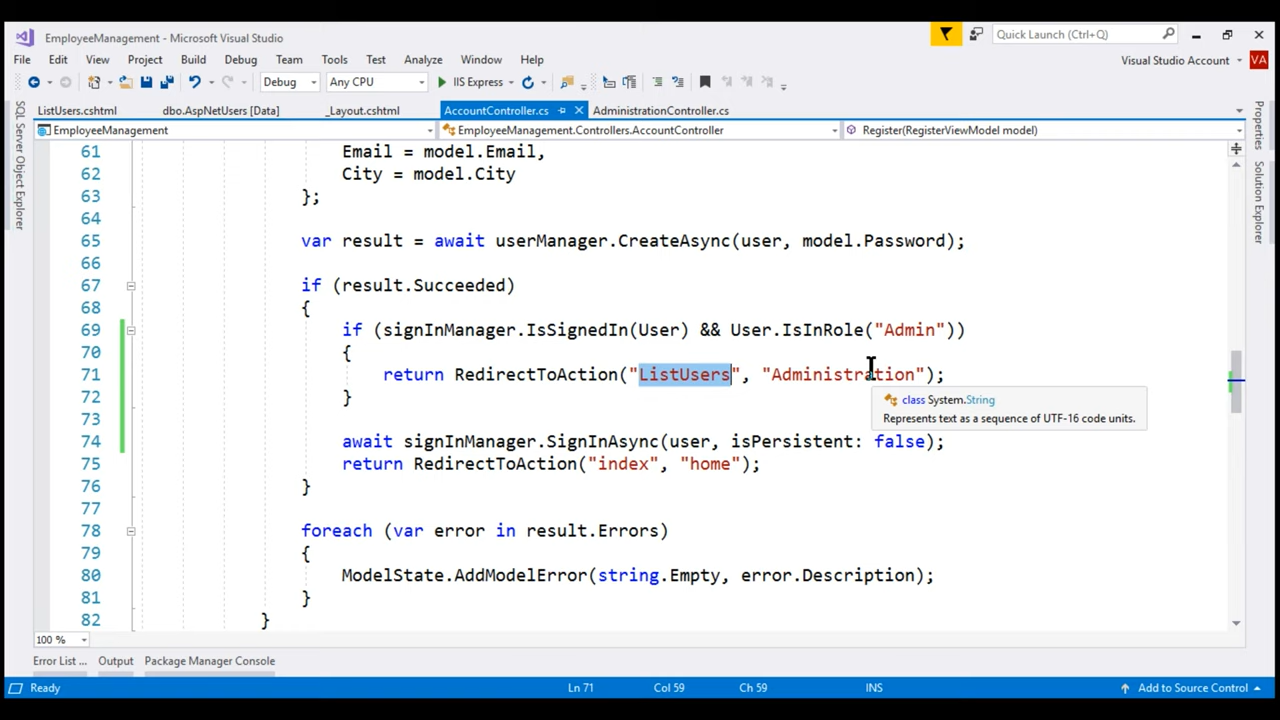 EmployeeManagement - Microsoft Visual Studio
Quick Launch (Ctrl+Q)
File Edit View Project Build Debug Team Tools Test Analyze Window Help
Visual Studio Account
VA
Debug Any CPU IIS Express
ListUsers.cshtml dbo.AspNetUsers [Data] _Layout.cshtml AccountController.cs AdministrationController.cs
EmployeeManagement EmployeeManagement.Controllers.AccountController Register(RegisterViewModel model)
SQL Server Object Explorer
Properties
Solution Explorer
61 Email = model.Email,
62 City = model.City
63 };
64
65 var result = await userManager.CreateAsync(user, model.Password);
66
67 if (result.Succeeded)
68 {
69 if (signInManager.IsSignedIn(User) && User.IsInRole("Admin"))
70 {
71 return RedirectToAction("ListUsers", "Administration");
72 }
73
74 await signInManager.SignInAsync(user, isPersistent: false);
75 return RedirectToAction("index", "home");
76 }
77
78 foreach (var error in result.Errors)
79 {
80 ModelState.AddModelError(string.Empty, error.Description);
81 }
82 }
class System.String
Represents text as a sequence of UTF-16 code units.
100 %
Error List ... Output Package Manager Console
Ready Ln 71 Col 59 Ch 59 INS Add to Source Control